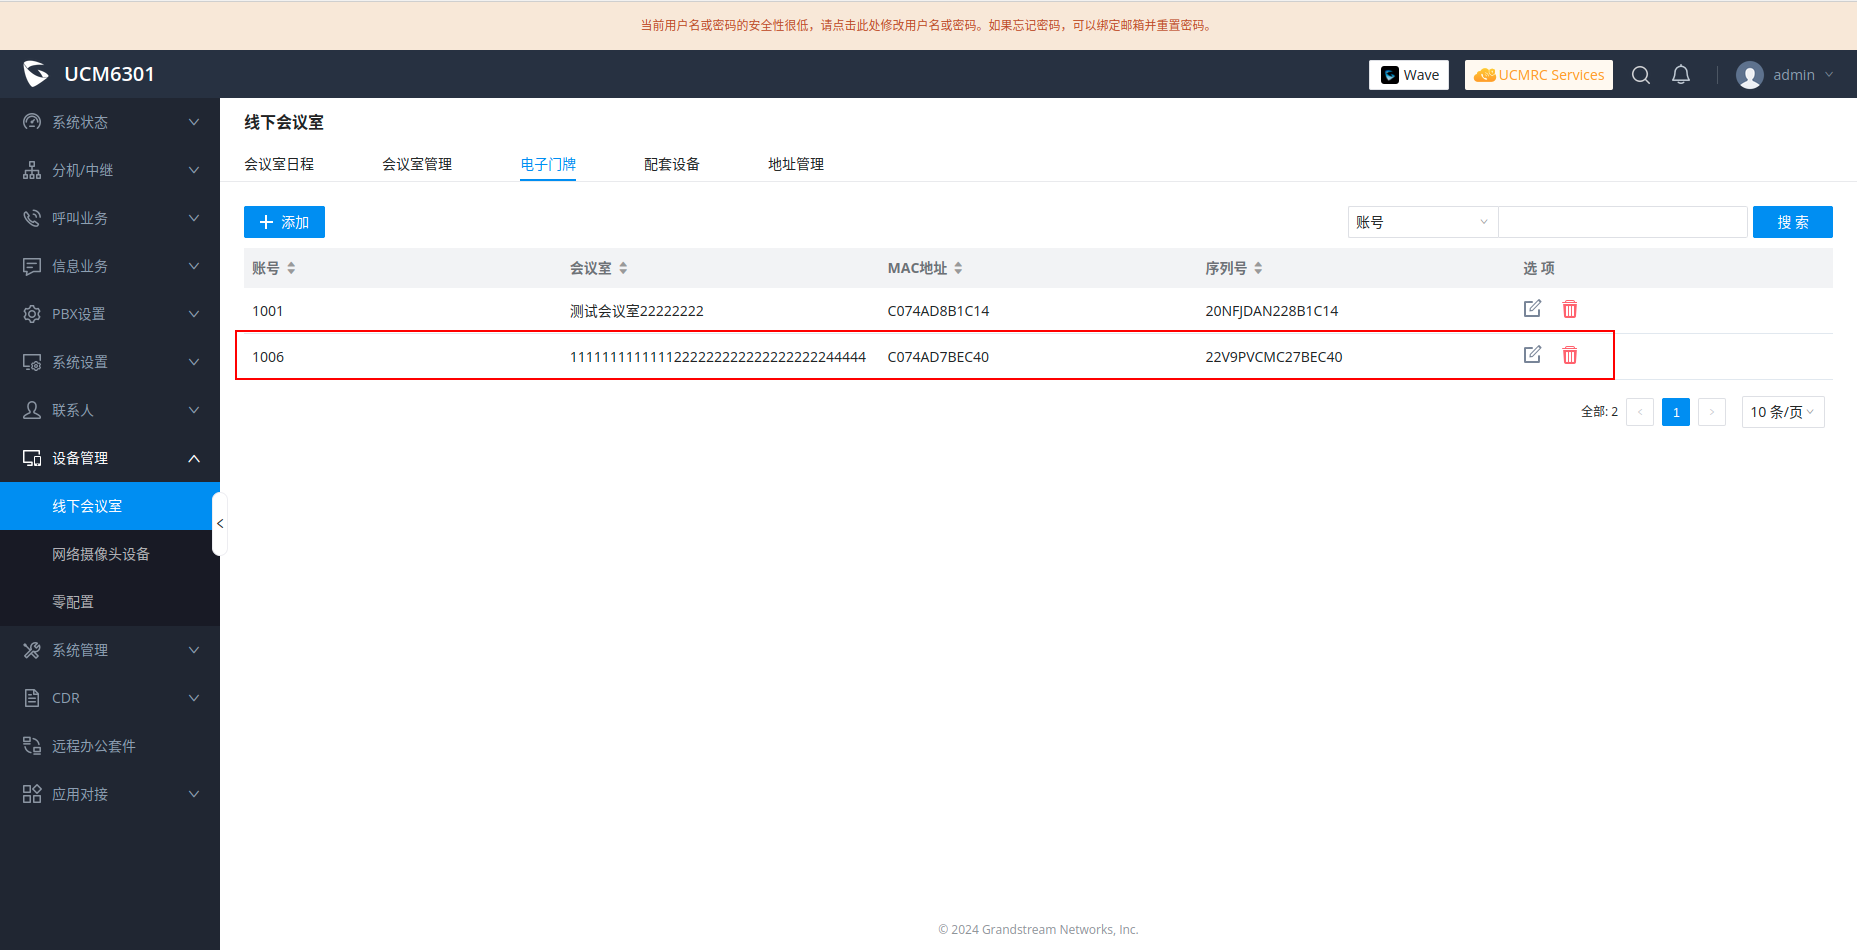 当前用户名或密码的安全性很低，请点击此处修改用户名或密码。如果忘记密码，可以绑定邮箱并重置密码。
UCM6301
Wave
UCMRC Services
admin
系统状态
分机/中继
呼叫业务
信息业务
PBX设置
系统设置
联系人
设备管理
线下会议室
网络摄像头设备
零配置
系统管理
CDR
远程办公套件
应用对接
线下会议室
会议室日程 会议室管理 电子门牌 配套设备 地址管理
添加 账号 搜 索
账号 会议室 MAC地址 序列号 选 项
1001 测试会议室22222222 C074AD8B1C14 20NFJDAN228B1C14
1006 1111111111111222222222222222222244444 C074AD7BEC40 22V9PVCMC27BEC40
全部: 2 1 10 条/页
© 2024 Grandstream Networks, Inc.